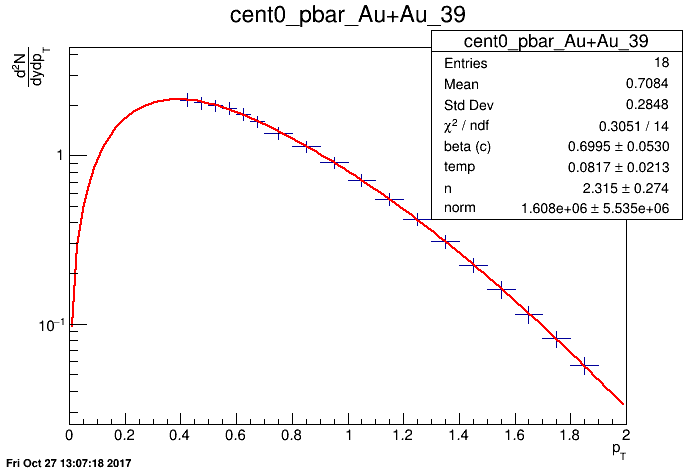 cent0_pbar_Au+Au_39
d²N
dydp_T
cent0_pbar_Au+Au_39
Entries 18
Mean 0.7084
Std Dev 0.2848
χ² / ndf 0.3051 / 14
beta (c) 0.6995 ± 0.0530
temp 0.0817 ± 0.0213
n 2.315 ± 0.274
norm 1.608e+06 ± 5.535e+06
1
10⁻¹
0 0.2 0.4 0.6 0.8 1 1.2 1.4 1.6 1.8 2
p_T
Fri Oct 27 13:07:18 2017